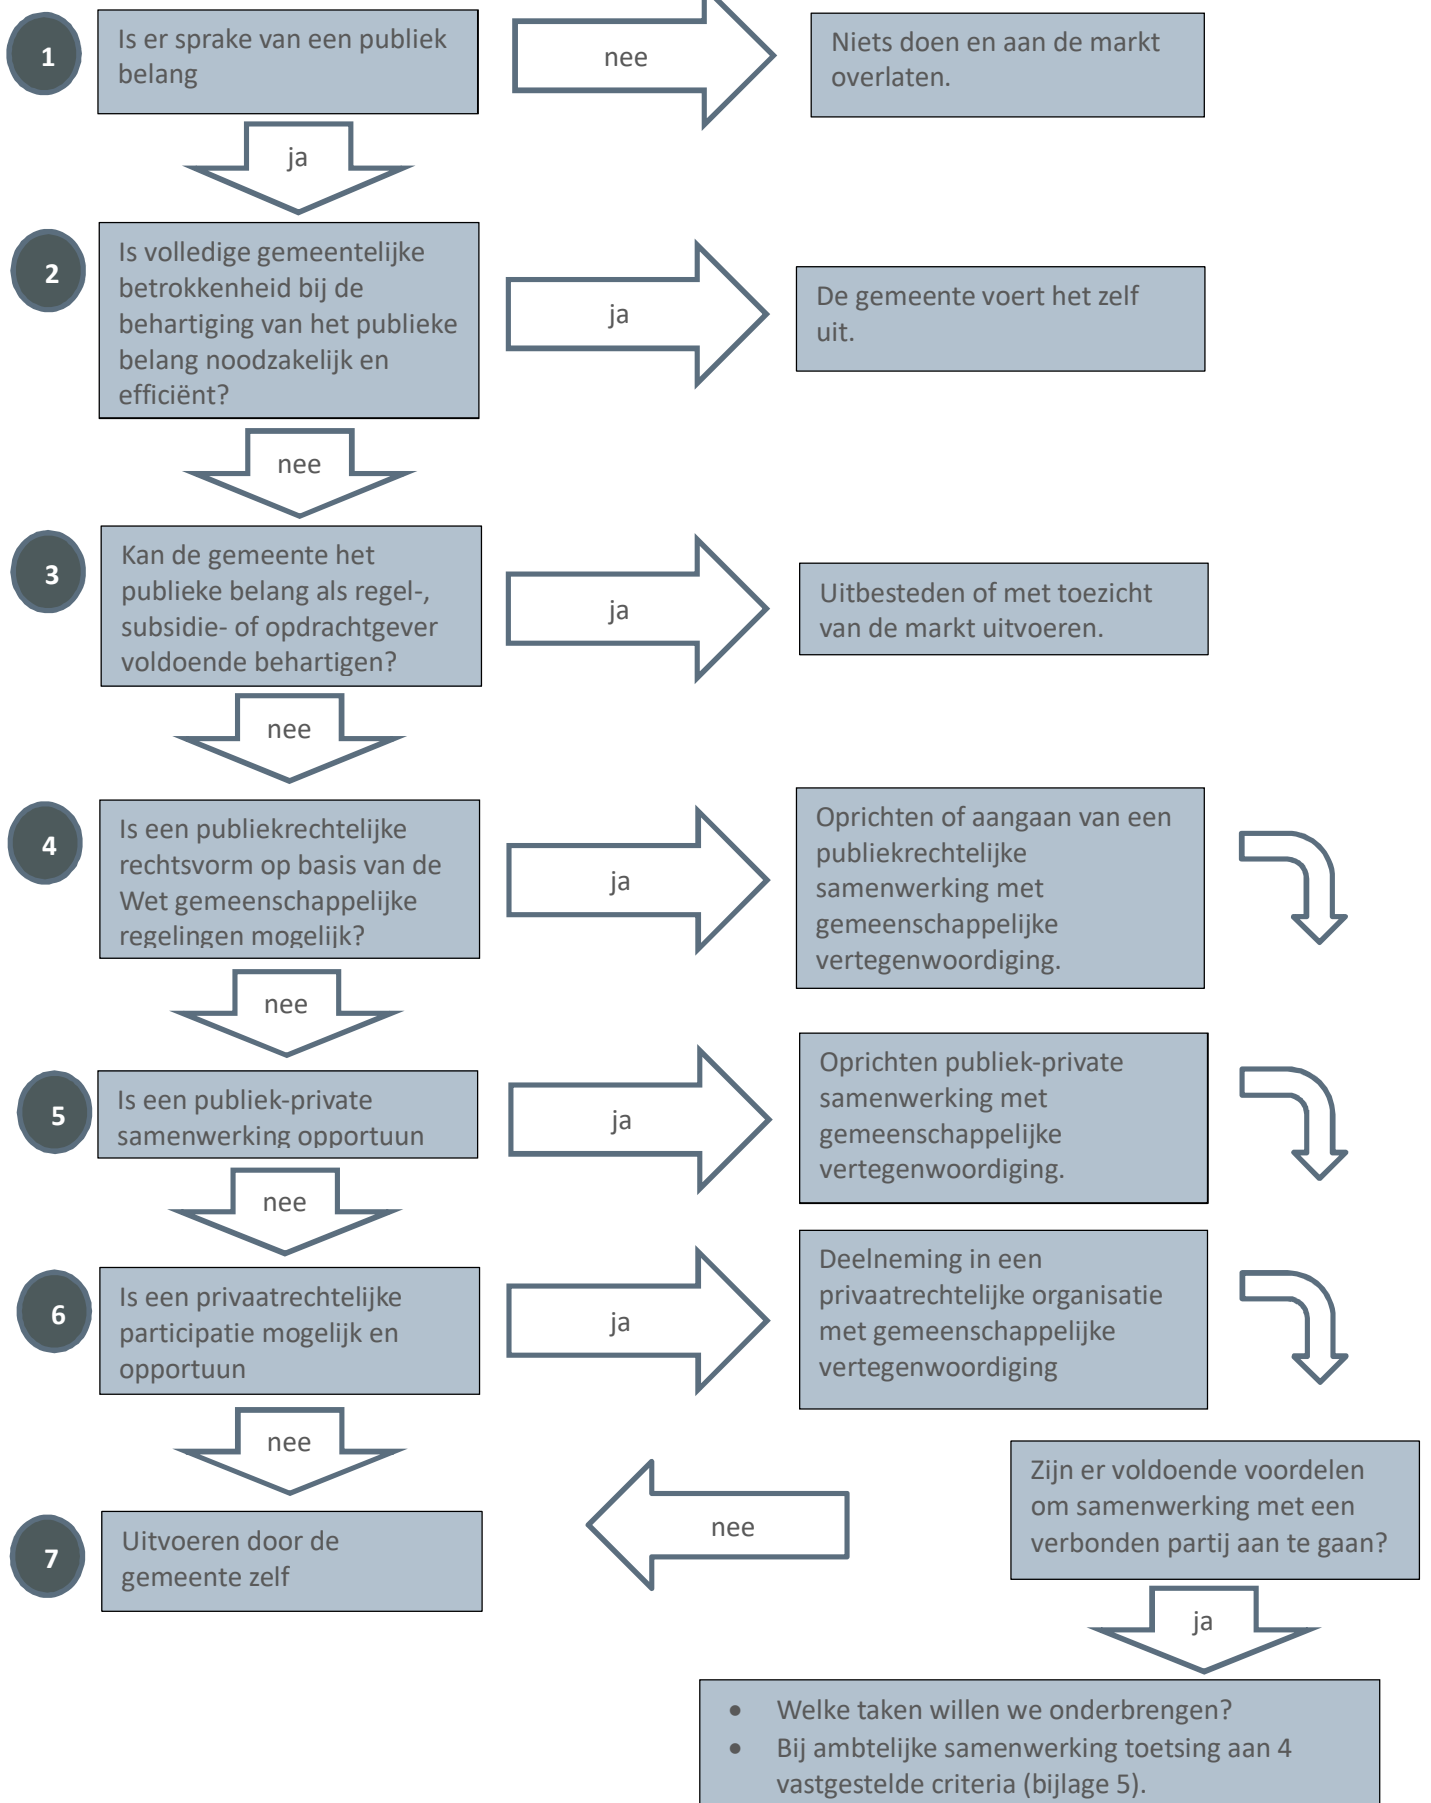 1
Is er sprake van een publiek
belang
nee
Niets doen en aan de markt
overlaten.
ja
2
Is volledige gemeentelijke
betrokkenheid bij de
behartiging van het publieke
belang noodzakelijk en
efficiënt?
ja
De gemeente voert het zelf
uit.
nee
3
Kan de gemeente het
publieke belang als regel-,
subsidie- of opdrachtgever
voldoende behartigen?
ja
Uitbesteden of met toezicht
van de markt uitvoeren.
nee
4
Is een publiekrechtelijke
rechtsvorm op basis van de
Wet gemeenschappelijke
regelingen mogelijk?
ja
Oprichten of aangaan van een
publiekrechtelijke
samenwerking met
gemeenschappelijke
vertegenwoordiging.
nee
5
Is een publiek-private
samenwerking opportuun
ja
Oprichten publiek-private
samenwerking met
gemeenschappelijke
vertegenwoordiging.
nee
6
Is een privaatrechtelijke
participatie mogelijk en
opportuun
ja
Deelneming in een
privaatrechtelijke organisatie
met gemeenschappelijke
vertegenwoordiging
nee
7
Uitvoeren door de
gemeente zelf
nee
Zijn er voldoende voordelen
om samenwerking met een
verbonden partij aan te gaan?
ja
• Welke taken willen we onderbrengen?
• Bij ambtelijke samenwerking toetsing aan 4
vastgestelde criteria (bijlage 5).